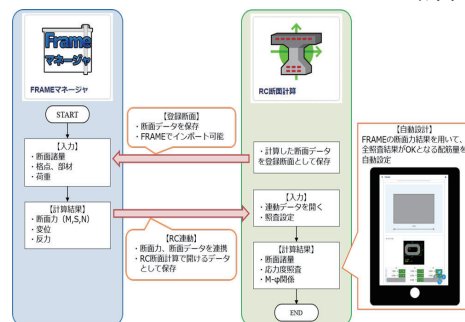 Frame
マネージャ
FRAMEマネージャ
START
【入力】
・断面諸量
・格点、部材
・荷重
【計算結果】
・断面力（M,S,N）
・変位
・反力
【登録断面】
・断面データを保存
・FRAMEでインポート可能
【RC連動】
・断面力、断面データを連携
・RC断面計算で開けるデータ
として保存
RC断面計算
・計算した断面データ
を登録断面として保存
【入力】
・連動データを開く
・照査設定
【計算結果】
・断面諸量
・応力度照査
・M-φ関係
END
【自動設計】
FRAMEの断面力結果を用いて、
全照査結果がOKとなる配筋量を
自動設定